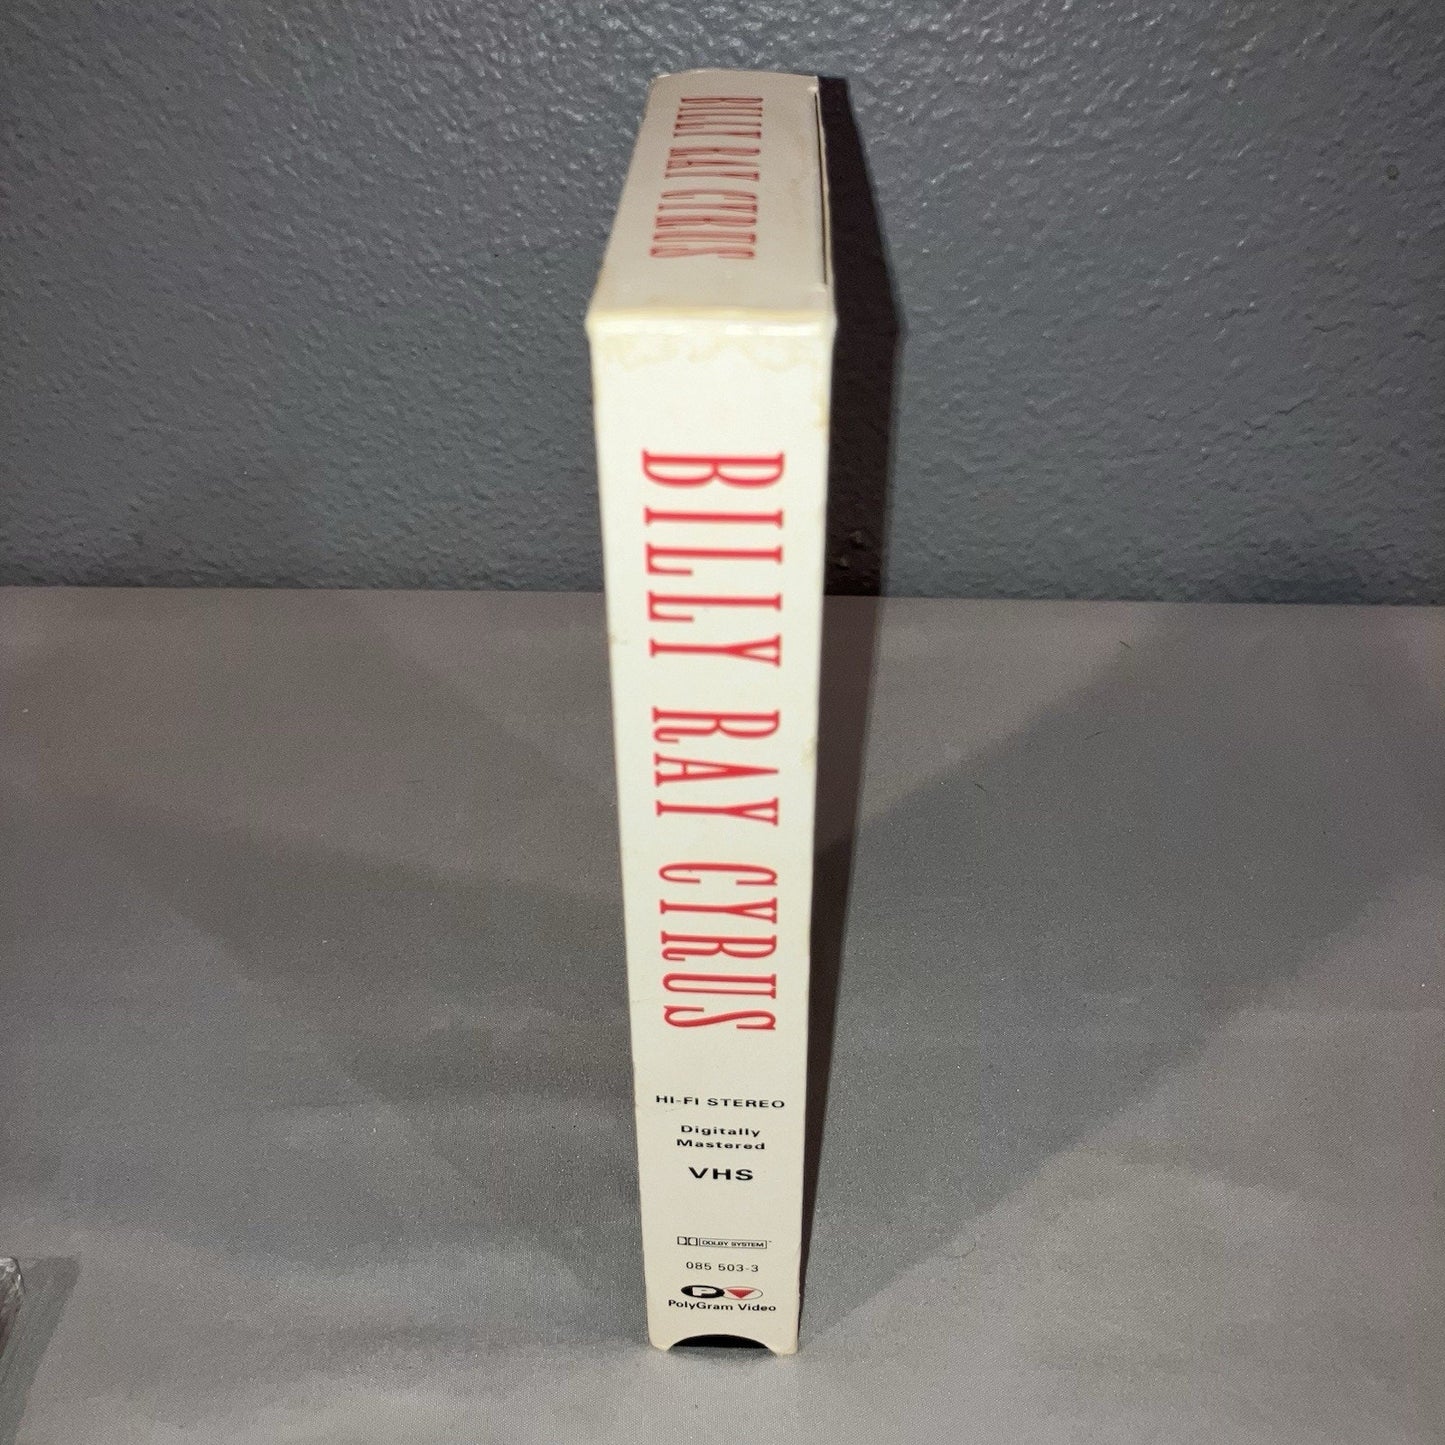 BILLY RAY CYRUS
BILLY RAY CYRUS
HI-FI STEREO
Digitally
Mastered
VHS
DOLBY SYSTEM
085 503-3
P
PolyGram Video